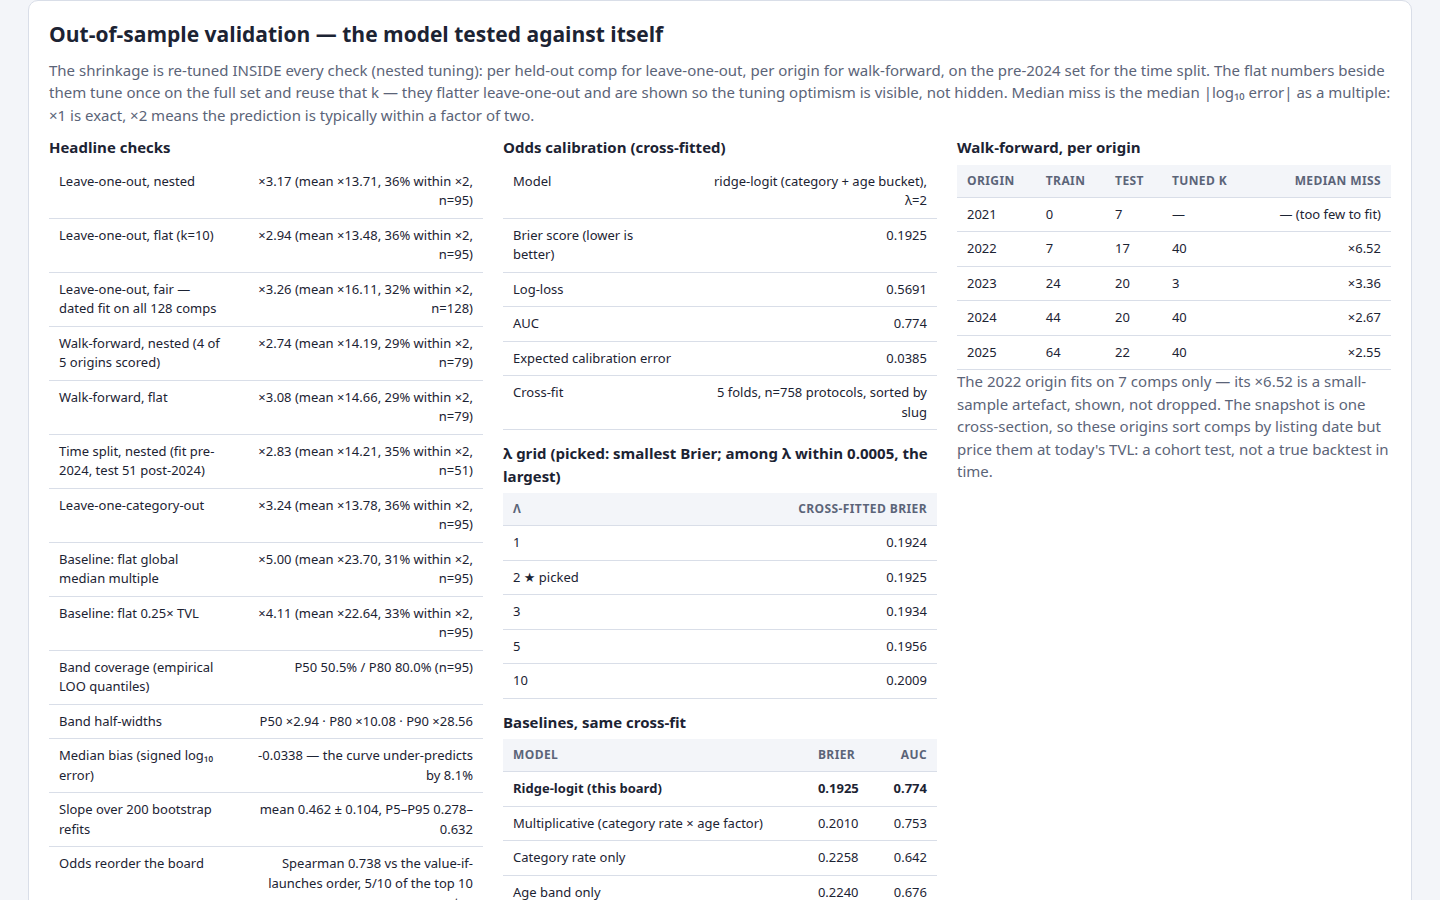 Out-of-sample validation — the model tested against itself
The shrinkage is re-tuned INSIDE every check (nested tuning): per held-out comp for leave-one-out, per origin for walk-forward, on the pre-2024 set for the time split. The flat numbers beside
them tune once on the full set and reuse that k — they flatter leave-one-out and are shown so the tuning optimism is visible, not hidden. Median miss is the median |log₁₀ error| as a multiple:
×1 is exact, ×2 means the prediction is typically within a factor of two.
Headline checks
Leave-one-out, nested ×3.17 (mean ×13.71, 36% within ×2,
n=95)
Leave-one-out, flat (k=10) ×2.94 (mean ×13.48, 36% within ×2,
n=95)
Leave-one-out, fair — ×3.26 (mean ×16.11, 32% within ×2,
dated fit on all 128 comps n=128)
Walk-forward, nested (4 of ×2.74 (mean ×14.19, 29% within ×2,
5 origins scored) n=79)
Walk-forward, flat ×3.08 (mean ×14.66, 29% within ×2,
n=79)
Time split, nested (fit pre- ×2.83 (mean ×14.21, 35% within ×2,
2024, test 51 post-2024) n=51)
Leave-one-category-out ×3.24 (mean ×13.78, 36% within ×2,
n=95)
Baseline: flat global ×5.00 (mean ×23.70, 31% within ×2,
median multiple n=95)
Baseline: flat 0.25× TVL ×4.11 (mean ×22.64, 33% within ×2,
n=95)
Band coverage (empirical P50 50.5% / P80 80.0% (n=95)
LOO quantiles)
Band half-widths P50 ×2.94 · P80 ×10.08 · P90 ×28.56
Median bias (signed log₁₀ -0.0338 — the curve under-predicts
error) by 8.1%
Slope over 200 bootstrap mean 0.462 ± 0.104, P5–P95 0.278–
refits 0.632
Odds reorder the board Spearman 0.738 vs the value-if-
launches order, 5/10 of the top 10
Odds calibration (cross-fitted)
Model ridge-logit (category + age bucket),
λ=2
Brier score (lower is 0.1925
better)
Log-loss 0.5691
AUC 0.774
Expected calibration error 0.0385
Cross-fit 5 folds, n=758 protocols, sorted by
slug
λ grid (picked: smallest Brier; among λ within 0.0005, the
largest)
Λ CROSS-FITTED BRIER
1 0.1924
2 ★ picked 0.1925
3 0.1934
5 0.1956
10 0.2009
Baselines, same cross-fit
MODEL BRIER AUC
Ridge-logit (this board) 0.1925 0.774
Multiplicative (category rate × age factor) 0.2010 0.753
Category rate only 0.2258 0.642
Age band only 0.2240 0.676
Walk-forward, per origin
ORIGIN TRAIN TEST TUNED K MEDIAN MISS
2021 0 7 — — (too few to fit)
2022 7 17 40 ×6.52
2023 24 20 3 ×3.36
2024 44 20 40 ×2.67
2025 64 22 40 ×2.55
The 2022 origin fits on 7 comps only — its ×6.52 is a small-
sample artefact, shown, not dropped. The snapshot is one
cross-section, so these origins sort comps by listing date but
price them at today's TVL: a cohort test, not a true backtest in
time.